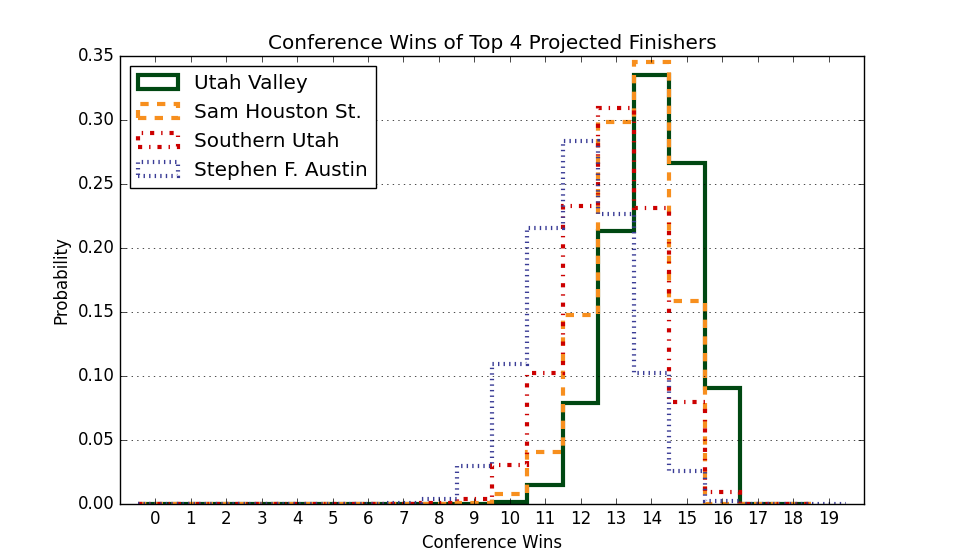 Conference Wins of Top 4 Projected Finishers
Utah Valley
Sam Houston St.
Southern Utah
Stephen F. Austin
Probability
0.35
0.30
0.25
0.20
0.15
0.10
0.05
0.00
0 1 2 3 4 5 6 7 8 9 10 11 12 13 14 15 16 17 18 19
Conference Wins